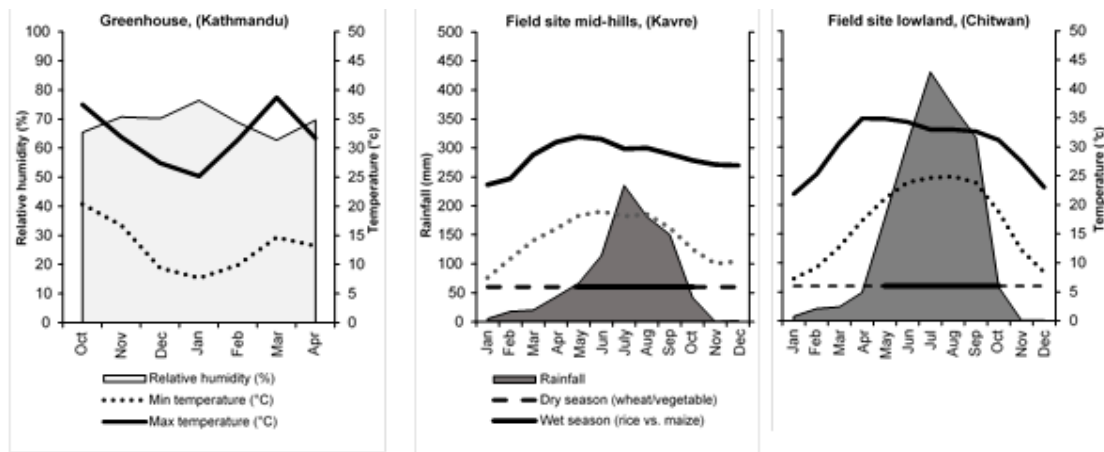 Greenhouse, (Kathmandu)
100
90
80
70
60
50
40
30
20
10
0
Relative humidity (%)
50
45
40
35
30
25
20
15
10
5
0
Temperature (°c)
Oct
Nov
Dec
Jan
Feb
Mar
Apr
Relative humidity (%)
Min temperature (°C)
Max temperature (°C)
Field site mid-hills, (Kavre)
500
450
400
350
300
250
200
150
100
50
0
Rainfall (mm)
Jan
Feb
Mar
Apr
May
Jun
July
Aug
Sep
Oct
Nov
Dec
Rainfall
Dry season (wheat/vegetable)
Wet season (rice vs. maize)
Field site lowland, (Chitwan)
50
45
40
35
30
25
20
15
10
5
0
Temperature (°c)
Jan
Feb
Mar
Apr
May
Jun
Jul
Aug
Sep
Oct
Nov
Dec